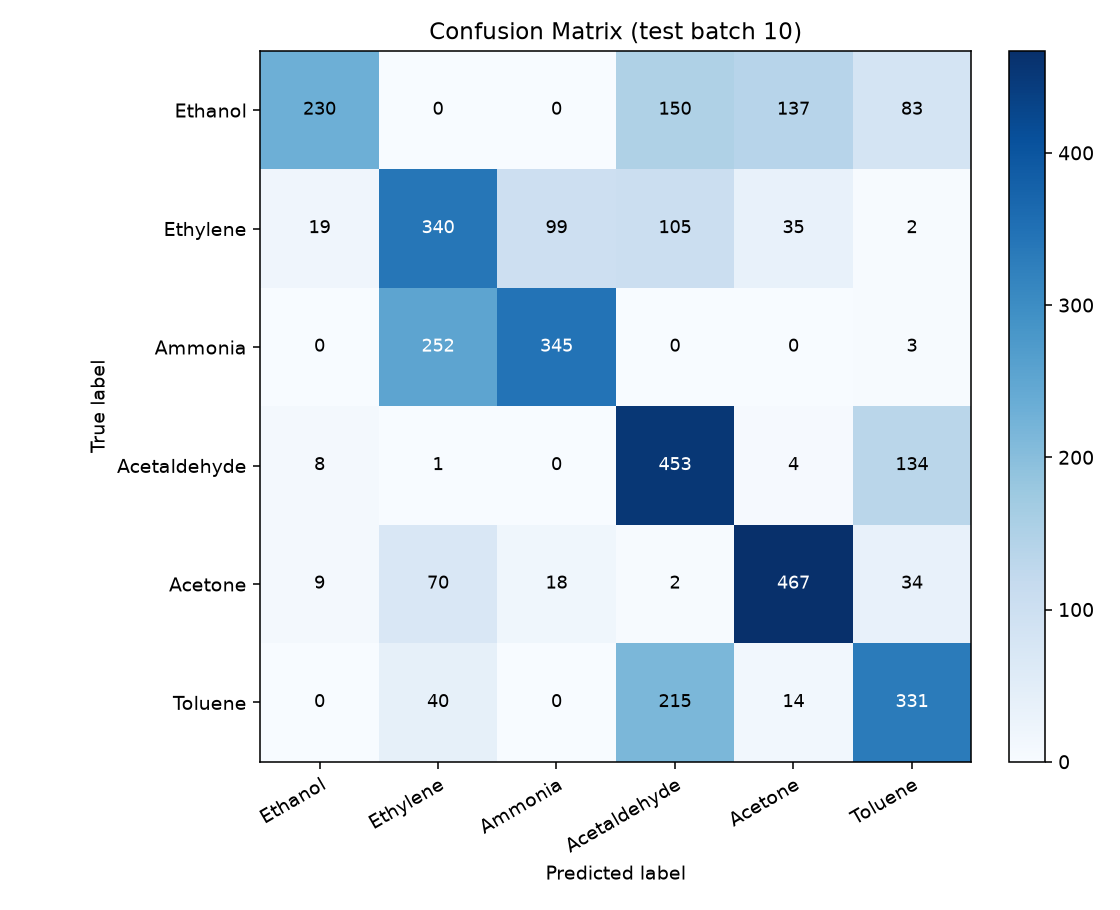 Confusion Matrix (test batch 10)
Ethanol 230 0 0 150 137 83
Ethylene 19 340 99 105 35 2
Ammonia 0 252 345 0 0 3
Acetaldehyde 8 1 0 453 4 134
Acetone 9 70 18 2 467 34
Toluene 0 40 0 215 14 331
True label
Ethanol Ethylene Ammonia Acetaldehyde Acetone Toluene
Predicted label
400
300
200
100
0